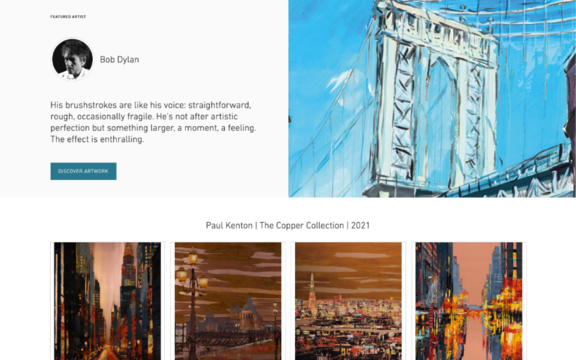 FEATURED ARTIST
Bob Dylan
His brushstrokes are like his voice: straightforward,
rough, occasionally fragile. He's not after artistic
perfection but something larger, a moment, a feeling.
The effect is enthralling.
DISCOVER ARTWORK
Paul Kenton | The Copper Collection | 2021